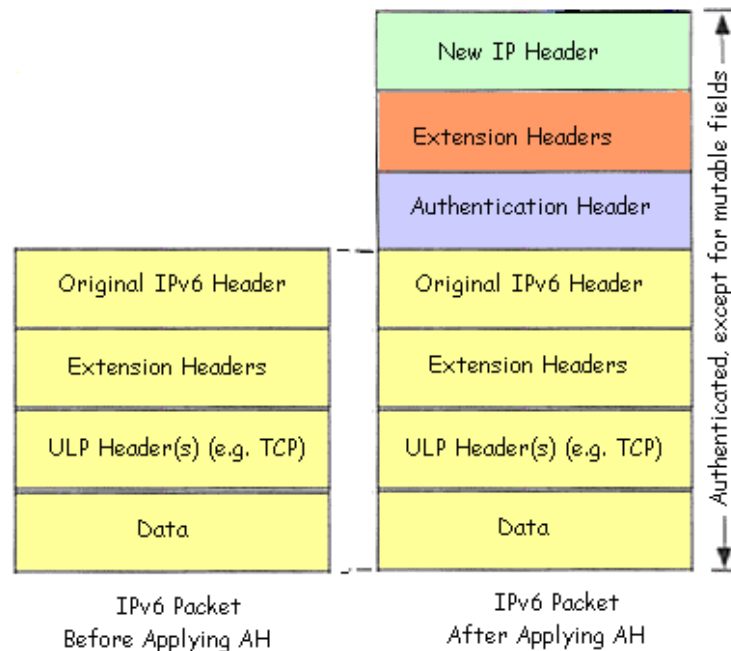 New IP Header
Extension Headers
Authentication Header
Original IPv6 Header
Extension Headers
ULP Header(s) (e.g. TCP)
Data
IPv6 Packet
Before Applying AH
Original IPv6 Header
Extension Headers
ULP Header(s) (e.g. TCP)
Data
IPv6 Packet
After Applying AH
Authenticated, except for mutable fields